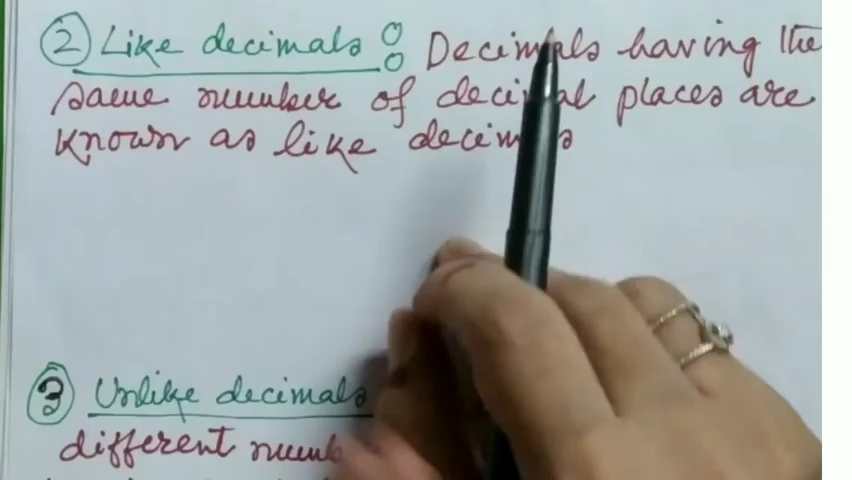 ② Like decimals : Decimals having the
same number of decimal places are
known as like decimals
③ Unlike decimals
different numb